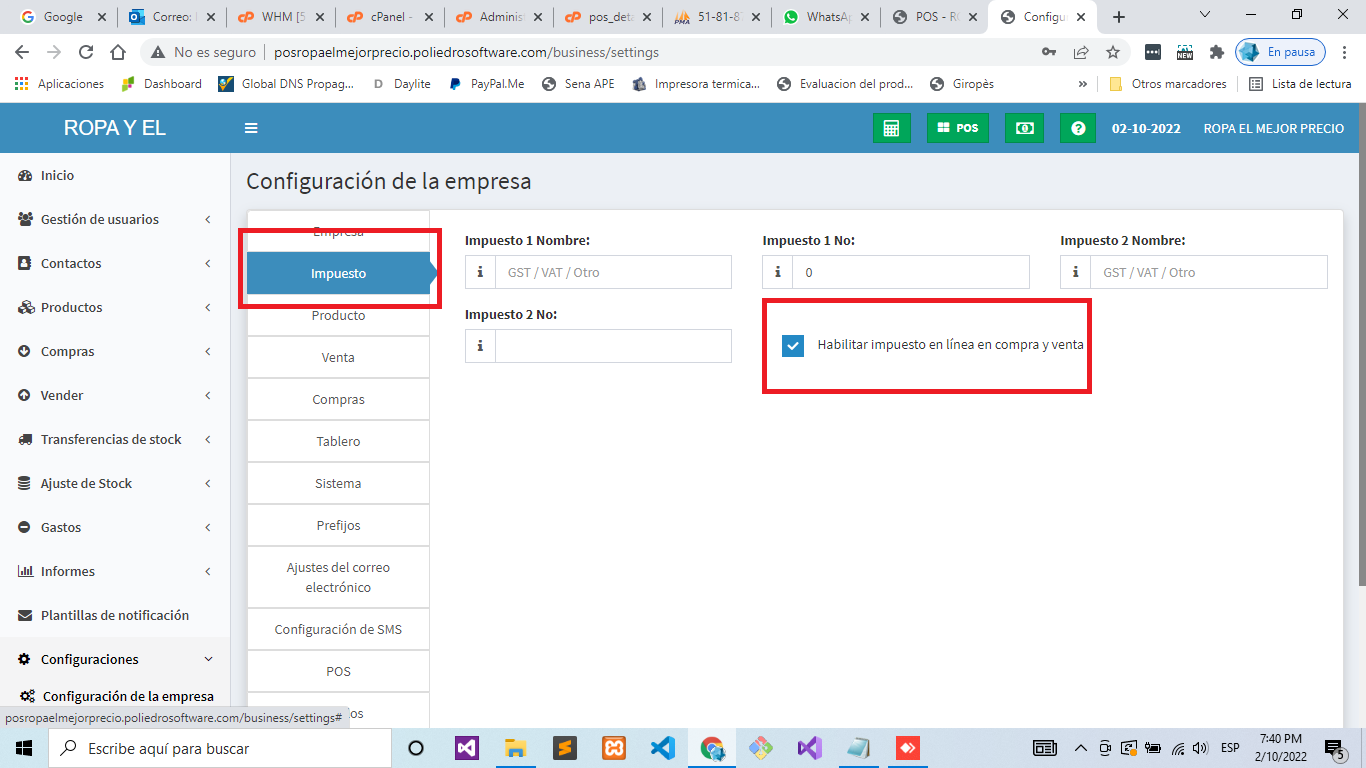 Google
Correo:
WHM [5
cPanel -
Administ
pos_deta
51-81-8
WhatsAp
POS - RO
Configu
No es seguro
posropaelmejorprecio.poliedrosoftware.com/business/settings
En pausa
Aplicaciones
Dashboard
Global DNS Propag...
Daylite
PayPal.Me
Sena APE
Impresora termica...
Evaluacion del prod...
Giropès
»
Otros marcadores
Lista de lectura
ROPA Y EL
POS
02-10-2022
ROPA EL MEJOR PRECIO
Inicio
Gestión de usuarios
Contactos
Productos
Compras
Vender
Transferencias de stock
Ajuste de Stock
Gastos
Informes
Plantillas de notificación
Configuraciones
Configuración de la empresa
Configuración de la empresa
Empresa
Impuesto
Producto
Venta
Compras
Tablero
Sistema
Prefijos
Ajustes del correo
electrónico
Configuración de SMS
POS
os
Impuesto 1 Nombre:
GST / VAT / Otro
Impuesto 1 No:
0
Impuesto 2 Nombre:
GST / VAT / Otro
Impuesto 2 No:
Habilitar impuesto en línea en compra y venta
posropaelmejorprecio.poliedrosoftware.com/business/settings#
Escribe aquí para buscar
ESP
7:40 PM
2/10/2022
5